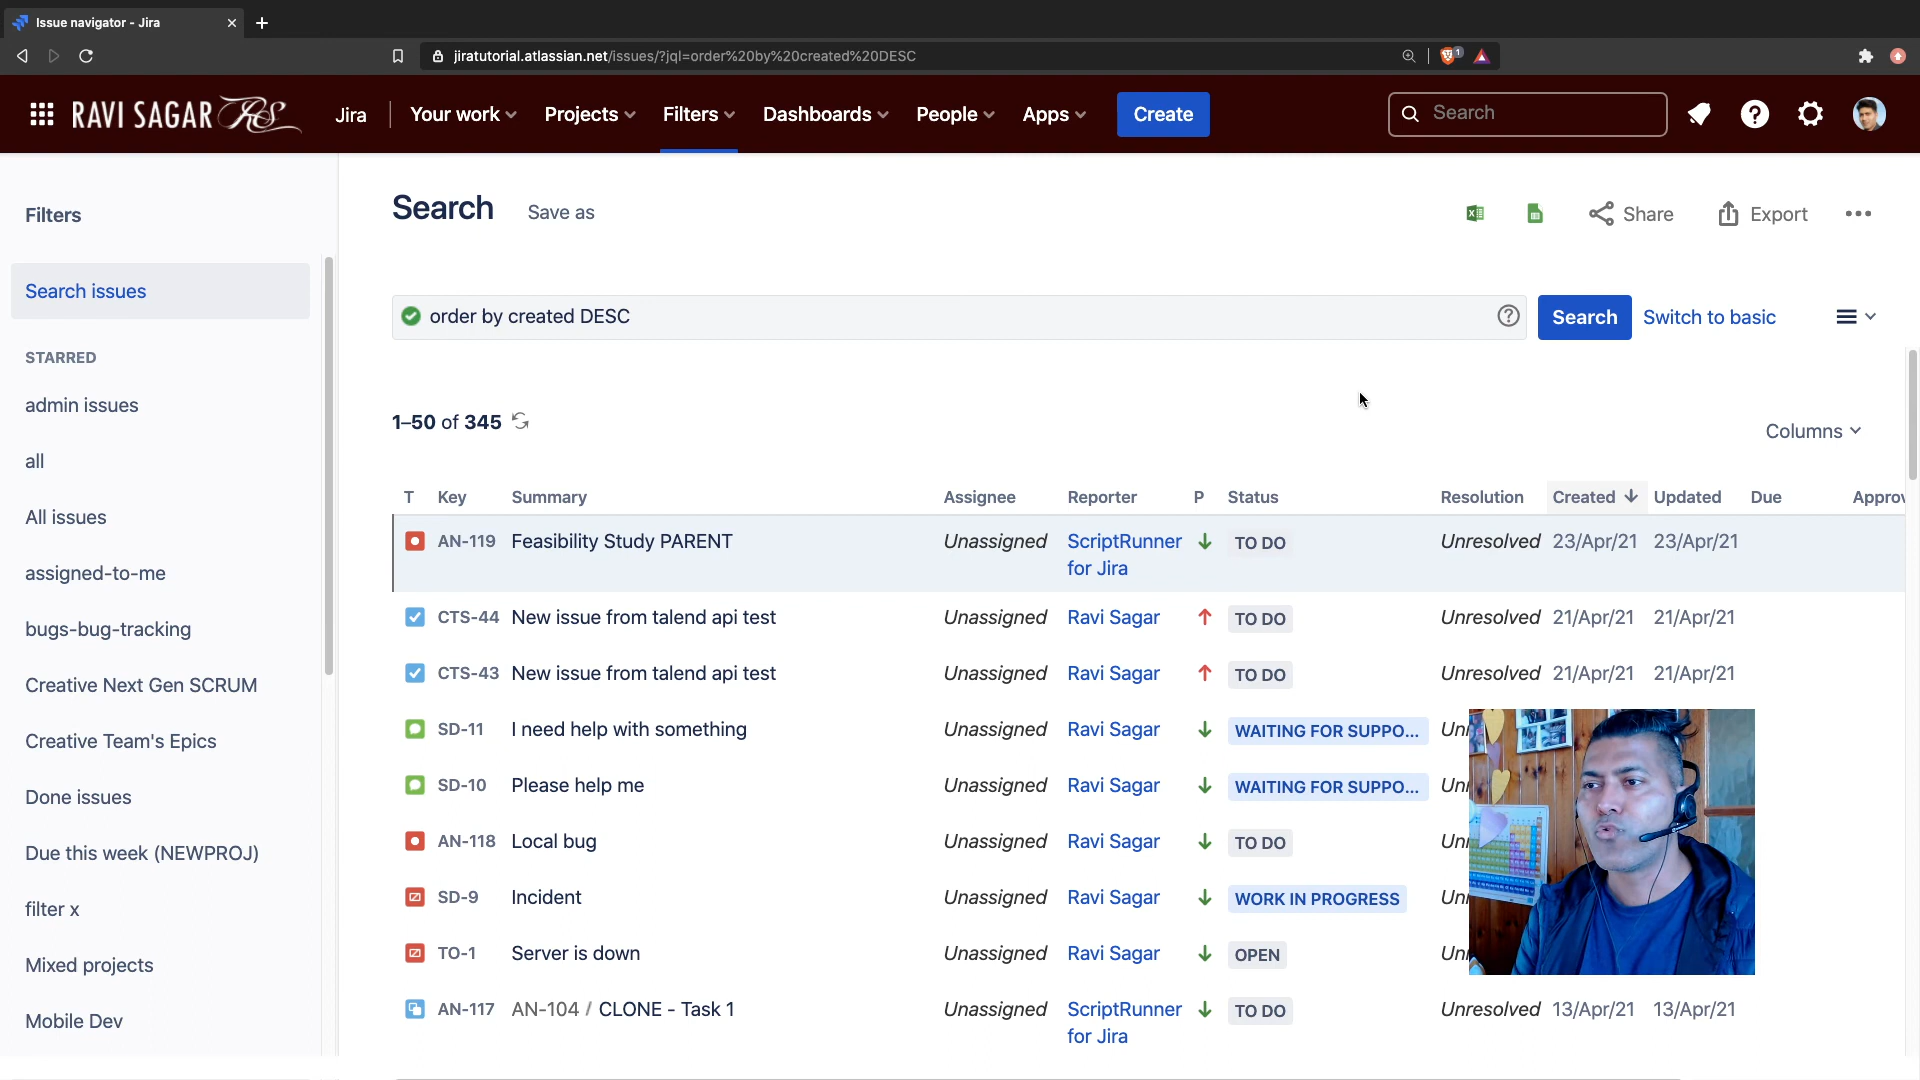 Issue navigator - Jira
jiratutorial.atlassian.net/issues/?jql=order%20by%20created%20DESC
1
RAVI SAGAR RS Jira Your work Projects Filters Dashboards People Apps Create Search
Filters
Search issues
STARRED
admin issues
all
All issues
assigned-to-me
bugs-bug-tracking
Creative Next Gen SCRUM
Creative Team's Epics
Done issues
Due this week (NEWPROJ)
filter x
Mixed projects
Mobile Dev
Search Save as Share Export
order by created DESC Search Switch to basic
1–50 of 345
Columns
T Key Summary Assignee Reporter P Status Resolution Created Updated Due Approv
AN-119 Feasibility Study PARENT Unassigned ScriptRunner for Jira TO DO Unresolved 23/Apr/21 23/Apr/21
CTS-44 New issue from talend api test Unassigned Ravi Sagar TO DO Unresolved 21/Apr/21 21/Apr/21
CTS-43 New issue from talend api test Unassigned Ravi Sagar TO DO Unresolved 21/Apr/21 21/Apr/21
SD-11 I need help with something Unassigned Ravi Sagar WAITING FOR SUPPO... Un
SD-10 Please help me Unassigned Ravi Sagar WAITING FOR SUPPO... Un
AN-118 Local bug Unassigned Ravi Sagar TO DO Un
SD-9 Incident Unassigned Ravi Sagar WORK IN PROGRESS Un
TO-1 Server is down Unassigned Ravi Sagar OPEN Un
AN-117 AN-104 / CLONE - Task 1 Unassigned ScriptRunner for Jira TO DO Unresolved 13/Apr/21 13/Apr/21